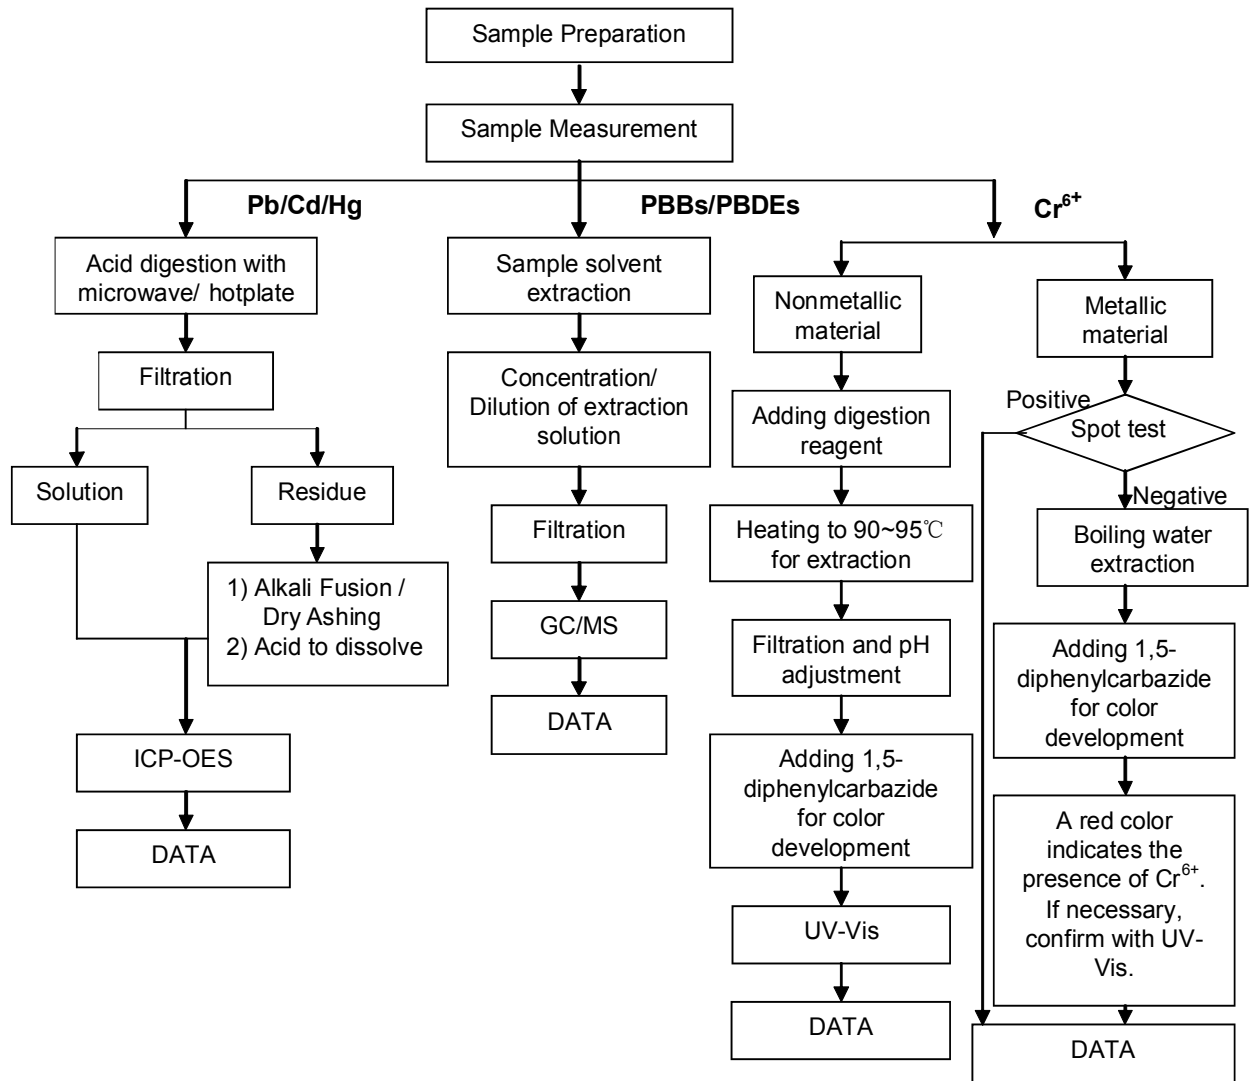 Sample Preparation
Sample Measurement
Pb/Cd/Hg
PBBs/PBDEs
Cr⁶⁺
Acid digestion with
microwave/ hotplate
Filtration
Solution
Residue
1) Alkali Fusion /
Dry Ashing
2) Acid to dissolve
ICP-OES
DATA
Sample solvent
extraction
Concentration/
Dilution of extraction
solution
Filtration
GC/MS
DATA
Nonmetallic
material
Adding digestion
reagent
Heating to 90~95℃
for extraction
Filtration and pH
adjustment
Adding 1,5-
diphenylcarbazide
for color
development
UV-Vis
DATA
Metallic
material
Positive
Spot test
Negative
Boiling water
extraction
Adding 1,5-
diphenylcarbazide
for color
development
A red color
indicates the
presence of Cr⁶⁺.
If necessary,
confirm with UV-
Vis.
DATA